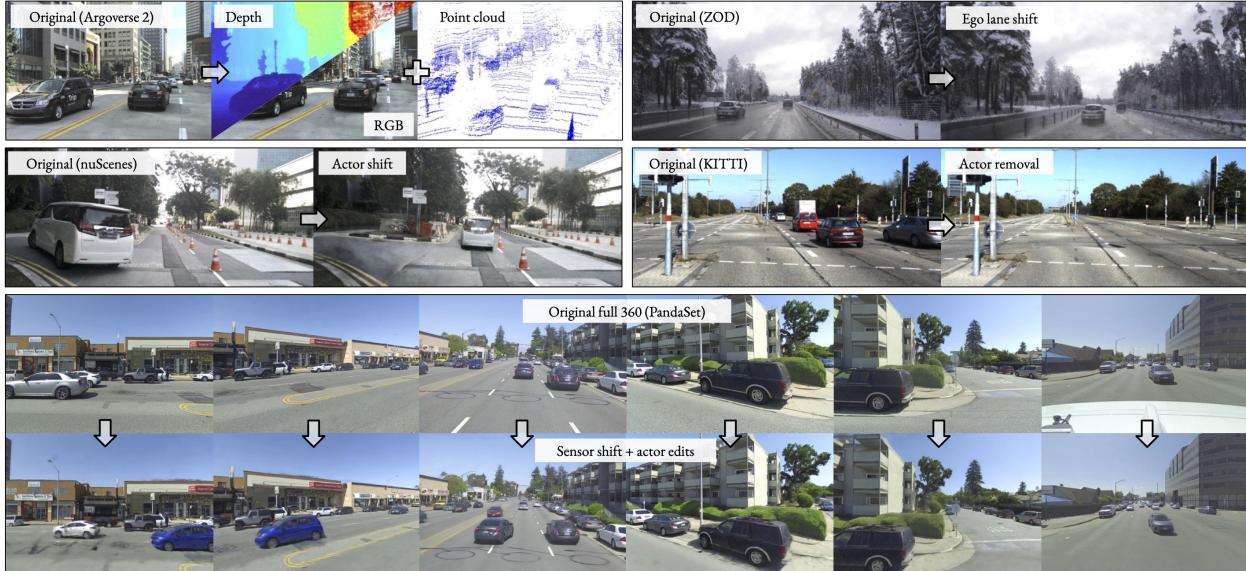 Original (Argoverse 2)
Depth
Point cloud
RGB
Original (ZOD)
Ego lane shift
Original (nuScenes)
Actor shift
Original (KITTI)
Actor removal
Original full 360 (PandaSet)
Sensor shift + actor edits